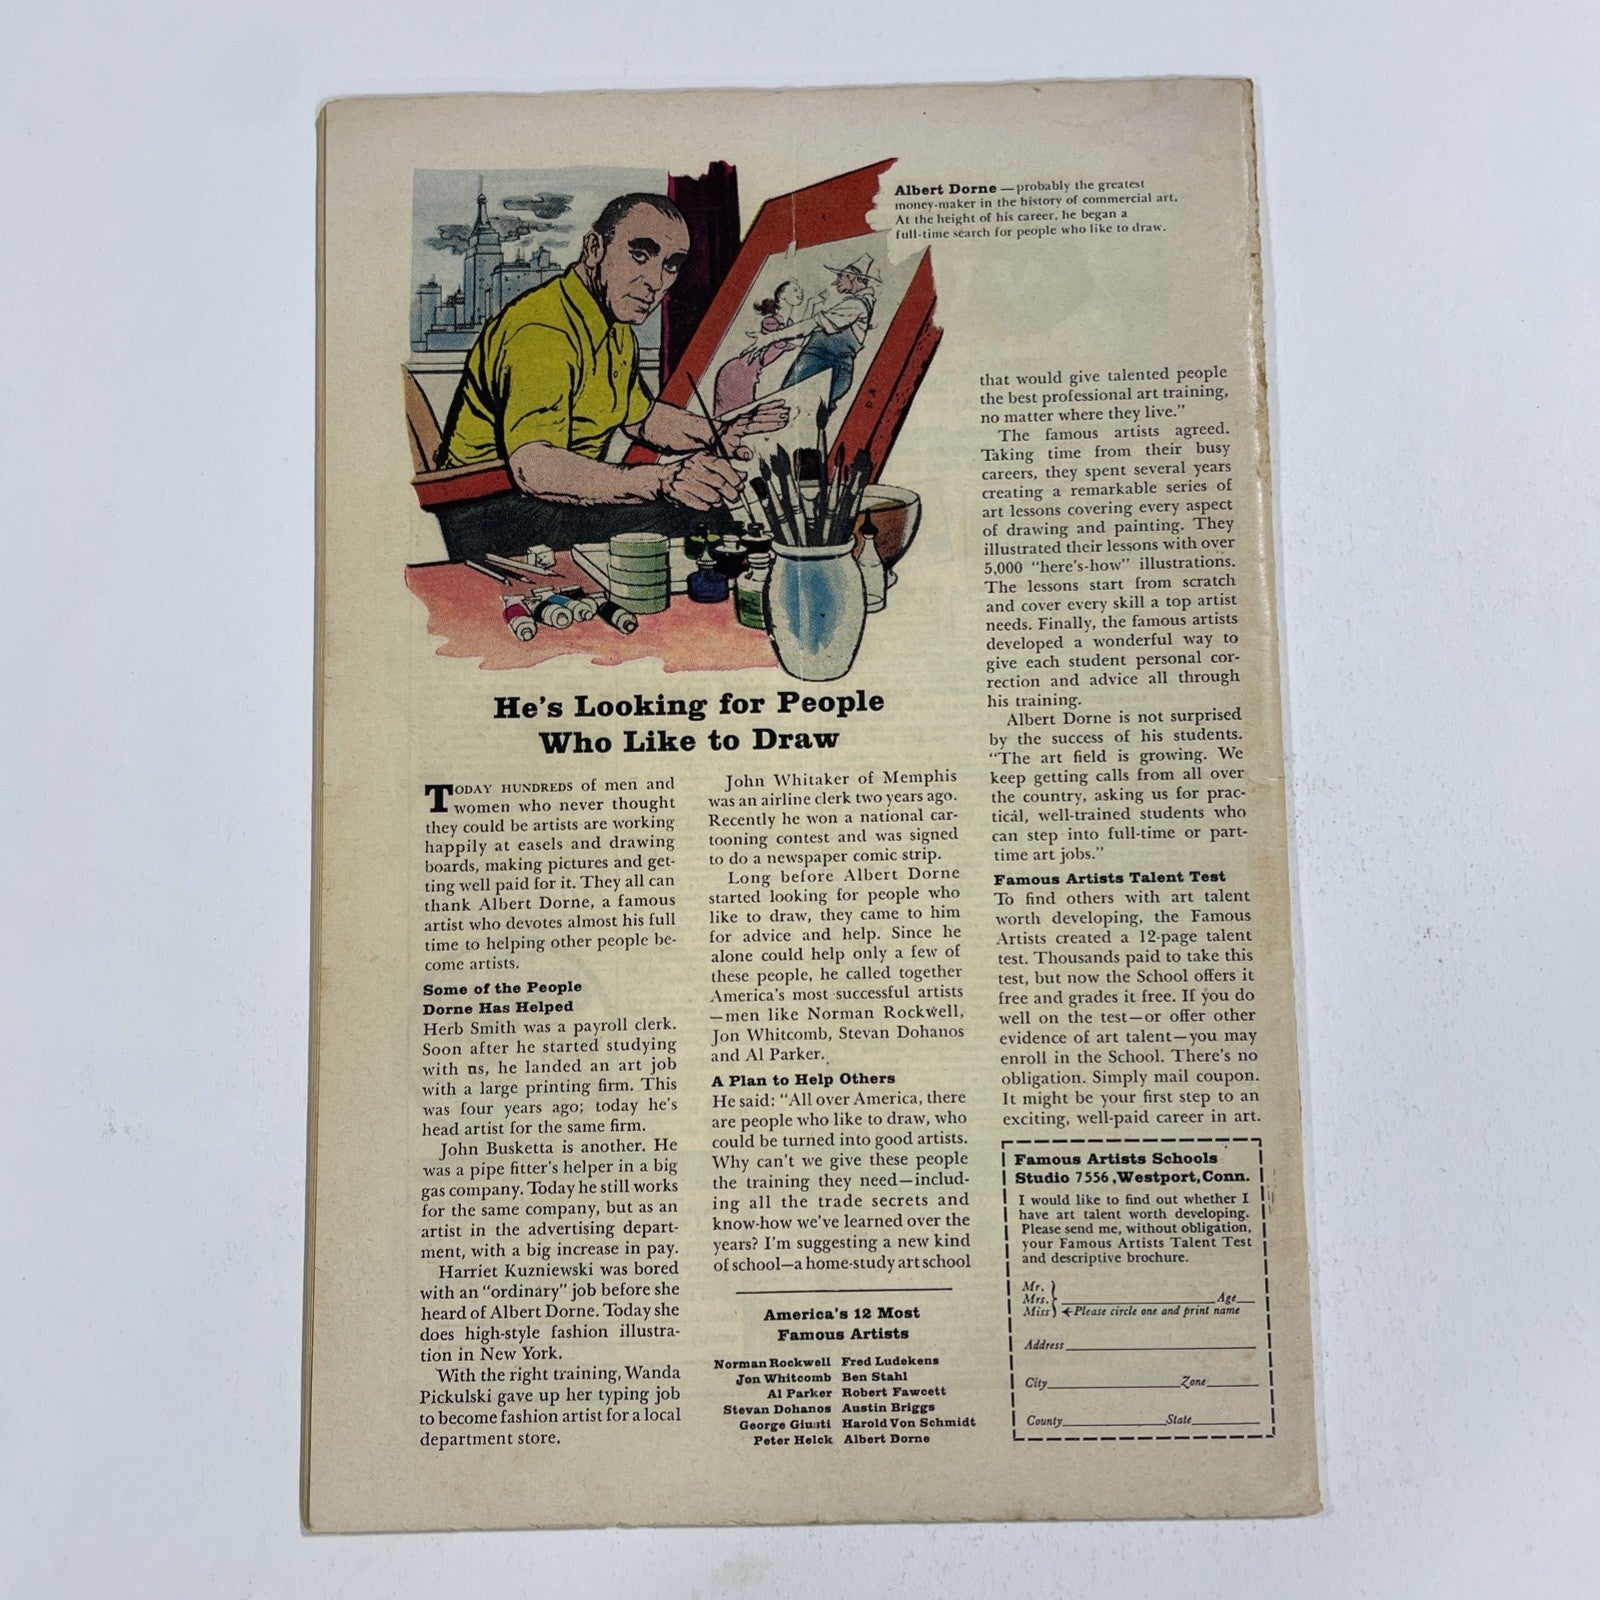 Albert Dorne—probably the greatest
money-maker in the history of commercial art.
At the height of his career, he began a
full-time search for people who like to draw.
D.A.
He's Looking for People
Who Like to Draw
TODAY HUNDREDS of men and
women who never thought
they could be artists are working
happily at easels and drawing
boards, making pictures and get-
ting well paid for it. They all can
thank Albert Dorne, a famous
artist who devotes almost his full
time to helping other people be-
come artists.
Some of the People
Dorne Has Helped
Herb Smith was a payroll clerk.
Soon after he started studying
with us, he landed an art job
with a large printing firm. This
was four years ago; today he's
head artist for the same firm.
John Busketta is another. He
was a pipe fitter's helper in a big
gas company. Today he still works
for the same company, but as an
artist in the advertising depart-
ment, with a big increase in pay.
Harriet Kuzniewski was bored
with an "ordinary" job before she
heard of Albert Dorne. Today she
does high-style fashion illustra-
tion in New York.
With the right training, Wanda
Pickulski gave up her typing job
to become fashion artist for a local
department store.
John Whitaker of Memphis
was an airline clerk two years ago.
Recently he won a national car-
tooning contest and was signed
to do a newspaper comic strip.
Long before Albert Dorne
started looking for people who
like to draw, they came to him
for advice and help. Since he
alone could help only a few of
these people, he called together
America's most successful artists
—men like Norman Rockwell,
Jon Whitcomb, Stevan Dohanos
and Al Parker.
A Plan to Help Others
He said: "All over America, there
are people who like to draw, who
could be turned into good artists.
Why can't we give these people
the training they need—includ-
ing all the trade secrets and
know-how we've learned over the
years? I'm suggesting a new kind
of school—a home-study art school
America's 12 Most
Famous Artists
Norman Rockwell Fred Ludekens
Jon Whitcomb Ben Stahl
Al Parker Robert Fawcett
Stevan Dohanos Austin Briggs
George Giusti Harold Von Schmidt
Peter Helck Albert Dorne
that would give talented people
the best professional art training,
no matter where they live."
The famous artists agreed.
Taking time from their busy
careers, they spent several years
creating a remarkable series of
art lessons covering every aspect
of drawing and painting. They
illustrated their lessons with over
5,000 "here's-how" illustrations.
The lessons start from scratch
and cover every skill a top artist
needs. Finally, the famous artists
developed a wonderful way to
give each student personal cor-
rection and advice all through
his training.
Albert Dorne is not surprised
by the success of his students.
"The art field is growing. We
keep getting calls from all over
the country, asking us for prac-
tical, well-trained students who
can step into full-time or part-
time art jobs."
Famous Artists Talent Test
To find others with art talent
worth developing, the Famous
Artists created a 12-page talent
test. Thousands paid to take this
test, but now the School offers it
free and grades it free. If you do
well on the test—or offer other
evidence of art talent—you may
enroll in the School. There's no
obligation. Simply mail coupon.
It might be your first step to an
exciting, well-paid career in art.
Famous Artists Schools
Studio 7556, Westport, Conn.
I would like to find out whether I
have art talent worth developing.
Please send me, without obligation,
your Famous Artists Talent Test
and descriptive brochure.
Mr.
Mrs. Age
Miss ←Please circle one and print name
Address
City Zone
County State